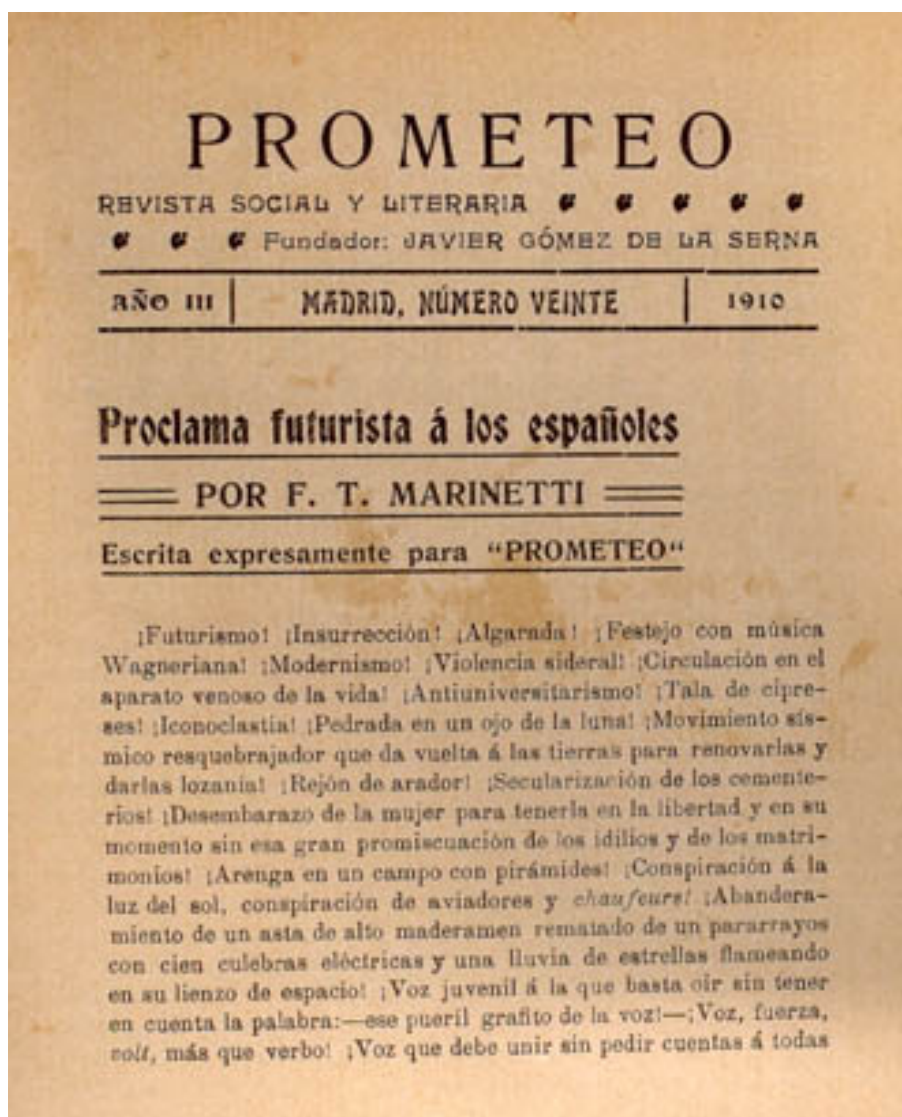 PROMETEO
REVISTA SOCIAL Y LITERARIA
Fundador: JAVIER GÓMEZ DE LA SERNA
AÑO III | MADRID, NÚMERO VEINTE | 1910
Proclama futurista á los españoles
POR F. T. MARINETTI
Escrita expresamente para “PROMETEO“
¡Futurismo! ¡Insurrección! ¡Algarada! ¡Festejo con música
Wagneriana! ¡Modernismo! ¡Violencia sideral! ¡Circulación en el
aparato venoso de la vida! ¡Antiuniversitarismo! ¡Tala de cipre-
ses! ¡Iconoclastia! ¡Pedrada en un ojo de la luna! ¡Movimiento sís-
mico resquebrajador que da vuelta á las tierras para renovarlas y
darlas lozanía! ¡Rejón de arador! ¡Secularización de los cemente-
rios! ¡Desembarazo de la mujer para tenerla en la libertad y en su
momento sin esa gran promiscuación de los idilios y de los matri-
monios! ¡Arenga en un campo con pirámides! ¡Conspiración á la
luz del sol, conspiración de aviadores y chaufeurs! ¡Abandera-
miento de un asta de alto maderamen rematado de un pararrayos
con cien culebras eléctricas y una lluvia de estrellas flameando
en su lienzo de espacio! ¡Voz juvenil á la que basta oir sin tener
en cuenta la palabra:—ese pueril grafito de la voz!—¡Voz, fuerza,
volt, más que verbo! ¡Voz que debe unir sin pedir cuentas á todas